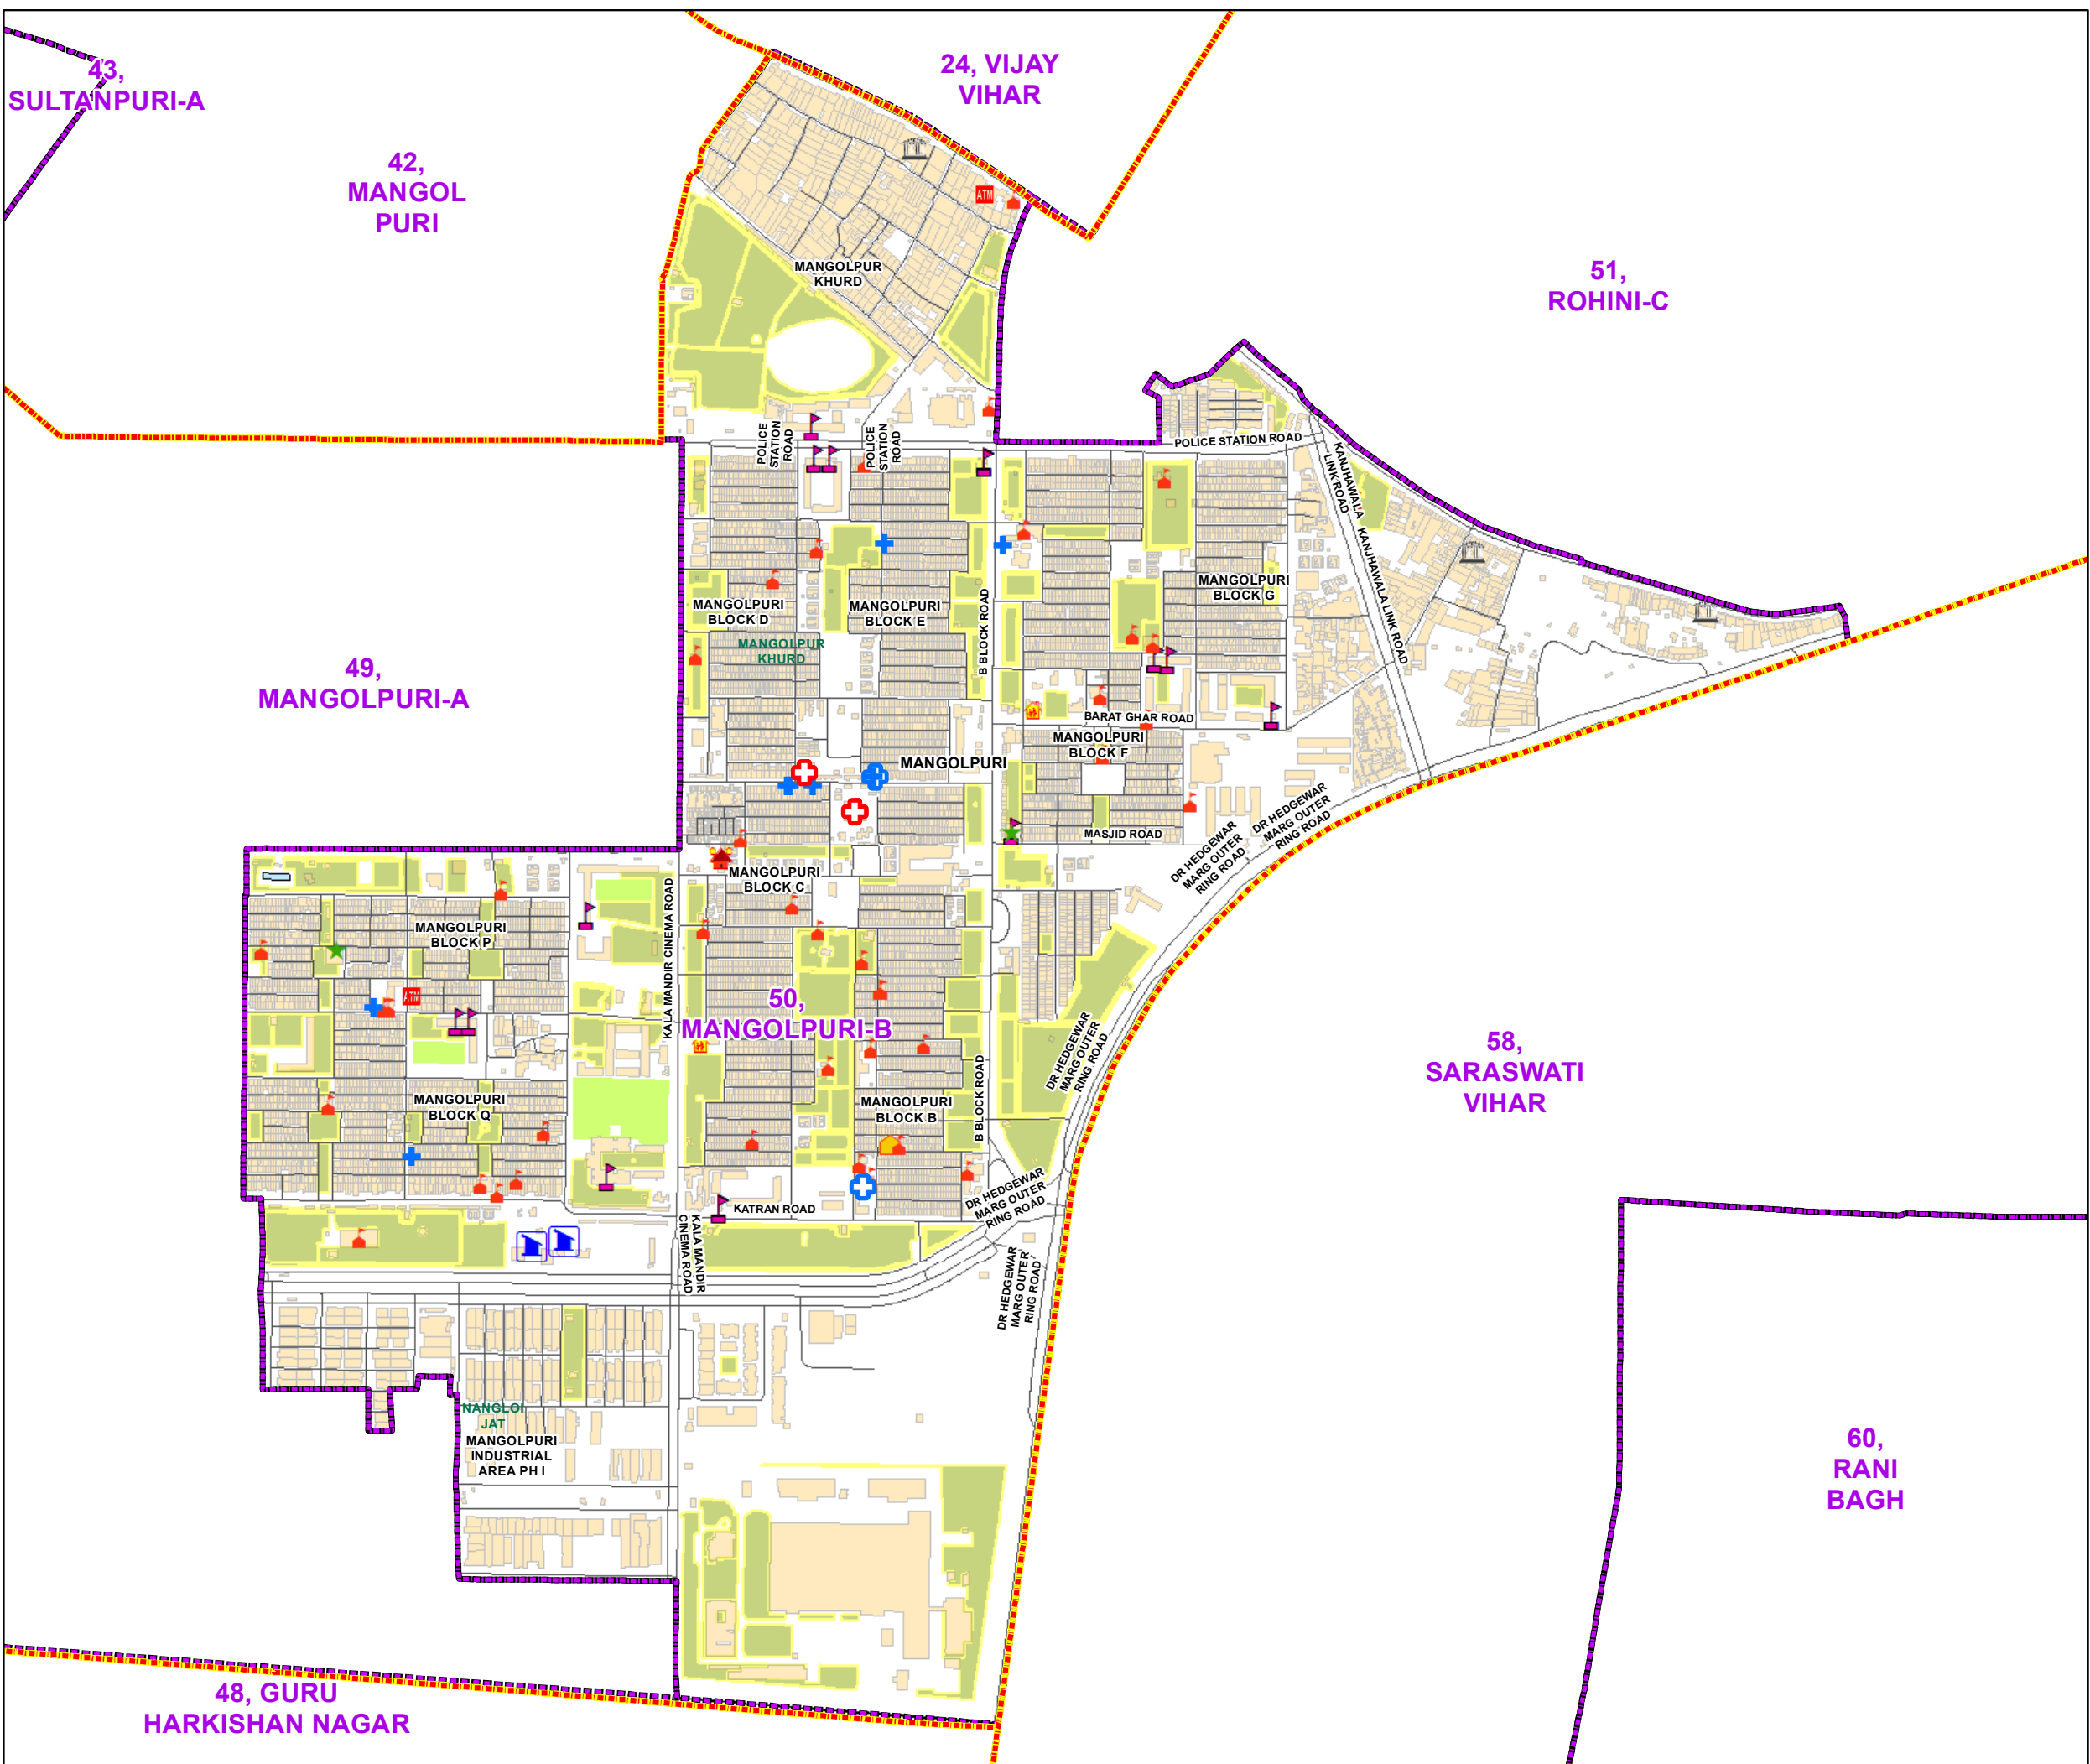 43,
SULTANPURI-A
24, VIJAY
VIHAR
42,
MANGOL
PURI
ATM
MANGOLPUR
KHURD
51,
ROHINI-C
POLICE
STATION
ROAD
POLICE
STATION
ROAD
POLICE STATION ROAD
KANJHAWALA
LINK ROAD
KANJHAWALA LINK ROAD
MANGOLPURI
BLOCK D
MANGOLPURI
BLOCK E
B BLOCK ROAD
MANGOLPURI
BLOCK G
MANGOLPUR
KHURD
49,
MANGOLPURI-A
BARAT GHAR ROAD
MANGOLPURI
BLOCK F
MANGOLPURI
MASJID ROAD
DR HEDGEWAR
MARG OUTER
RING ROAD
DR HEDGEWAR
MARG OUTER
RING ROAD
MANGOLPURI
BLOCK C
KALA MANDIR CINEMA ROAD
MANGOLPURI
BLOCK P
ATM
50,
MANGOLPURI-B
DR HEDGEWAR
MARG OUTER
RING ROAD
58,
SARASWATI
VIHAR
MANGOLPURI
BLOCK Q
MANGOLPURI
BLOCK B
B BLOCK ROAD
KATRAN ROAD
DR HEDGEWAR
MARG OUTER
RING ROAD
KALA MANDIR
CINEMA ROAD
DR HEDGEWAR
MARG OUTER
RING ROAD
NANGLOI
JAT
MANGOLPURI
INDUSTRIAL
AREA PH I
60,
RANI
BAGH
48, GURU
HARKISHAN NAGAR